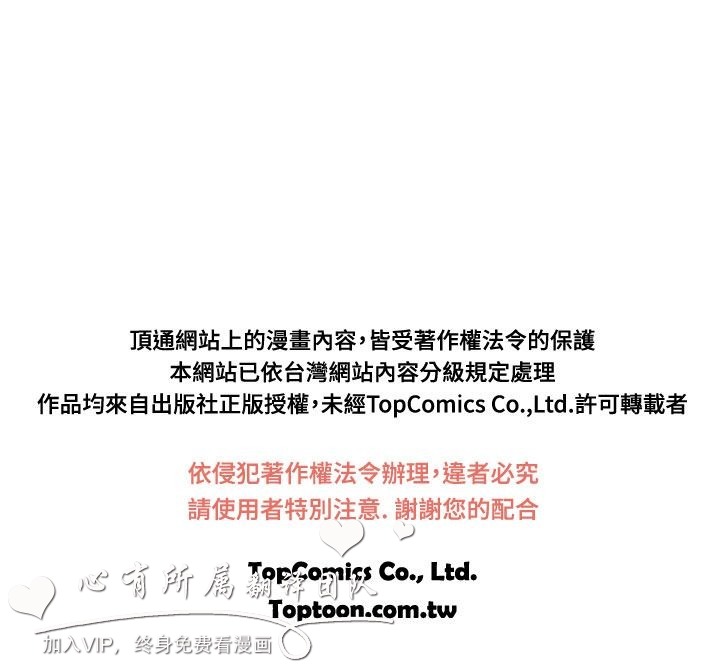 頂通網站上的漫畫內容，皆受著作權法令的保護
本網站已依台灣網站內容分級規定處理
作品均來自出版社正版授權，未經TopComics Co.,Ltd.許可轉載者
依侵犯著作權法令辦理，違者必究
請使用者特別注意. 謝謝您的配合
TopComics Co., Ltd.
心有所属翻译团队
Toptoon.com.tw
加入VIP，终身免费看漫画